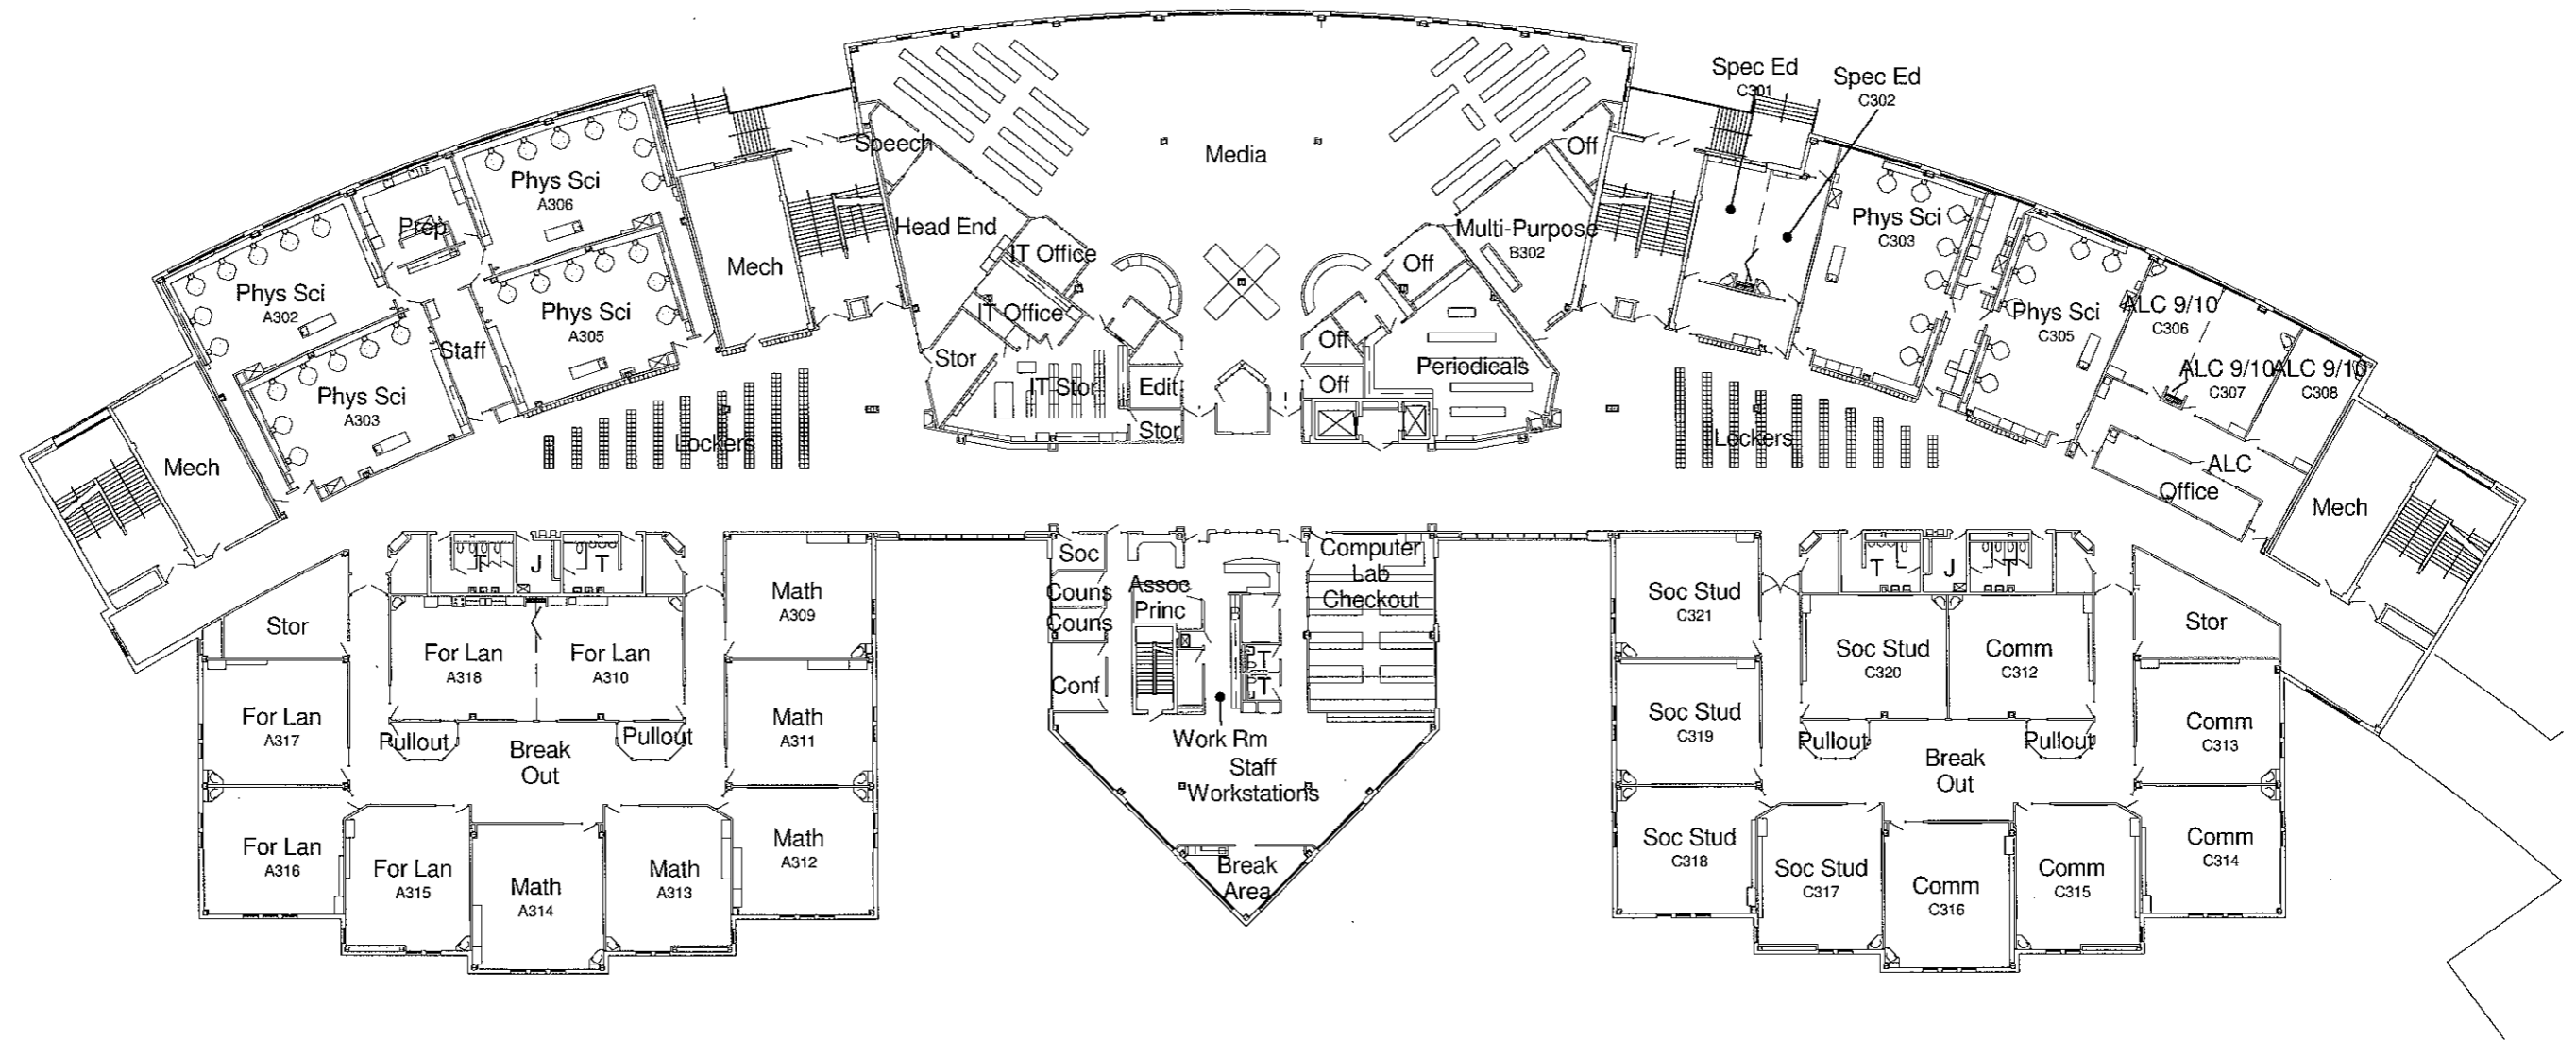 Spec Ed
C301
Spec Ed
C302
Speech
Media
Off
Phys Sci
A306
Prep
Phys Sci
C303
Head End
Multi-Purpose
B302
IT Office
Off
Mech
Phys Sci
A302
Phys Sci
A305
IT Office
Phys Sci
C305
ALC 9/10
C306
Staff
Stor
Off
Periodicals
ALC 9/10
C307
ALC 9/10
C308
Phys Sci
A303
IT Stor
Edit
Off
Lockers
Stor
Lockers
Mech
ALC
Office
Mech
T
J
T
Soc
Computer
Lab
Checkout
T
J
T
Math
A309
Couns
Assoc
Princ
Soc Stud
C321
Stor
Couns
Stor
For Lan
A318
For Lan
A310
T
Soc Stud
C320
Comm
C312
Conf
T
For Lan
A317
Math
A311
Soc Stud
C319
Comm
C313
Pullout
Break
Out
Pullout
Work Rm
Staff
Workstations
Pullout
Break
Out
Pullout
For Lan
A316
Math
A312
Soc Stud
C318
Comm
C314
For Lan
A315
Math
A314
Math
A313
Break
Area
Soc Stud
C317
Comm
C316
Comm
C315